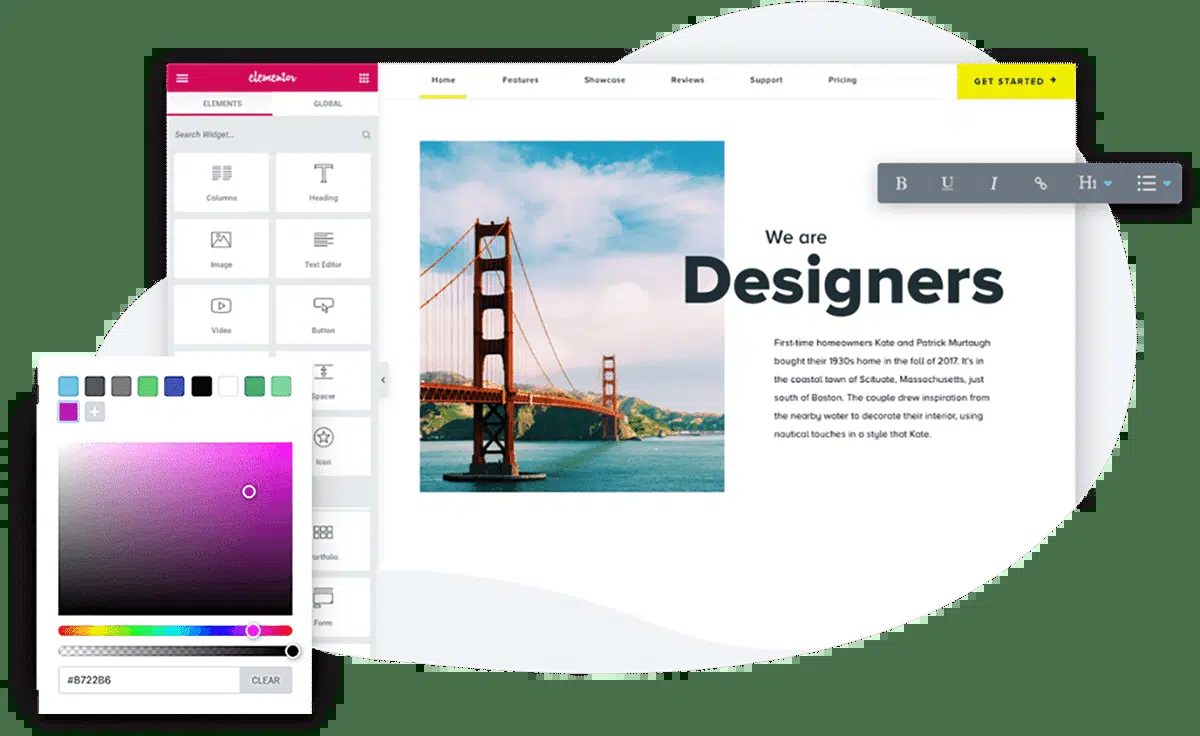 elementor
ELEMENTS GLOBAL
Search Widget...
Columns Heading
Image Text Editor
Video Button
Spacer
Icon
Portfolio
Form
Home Features Showcase Reviews Support Pricing
GET STARTED
B U I H1
We are
Designers
First-time homeowners Kate and Patrick Murtaugh
bought their 1930s home in the fall of 2017. It's in
the coastal town of Scituate, Massachusetts, just
south of Boston. The couple drew inspiration from
the nearby water to decorate their interior, using
nautical touches in a style that Kate.
#B722B6 CLEAR